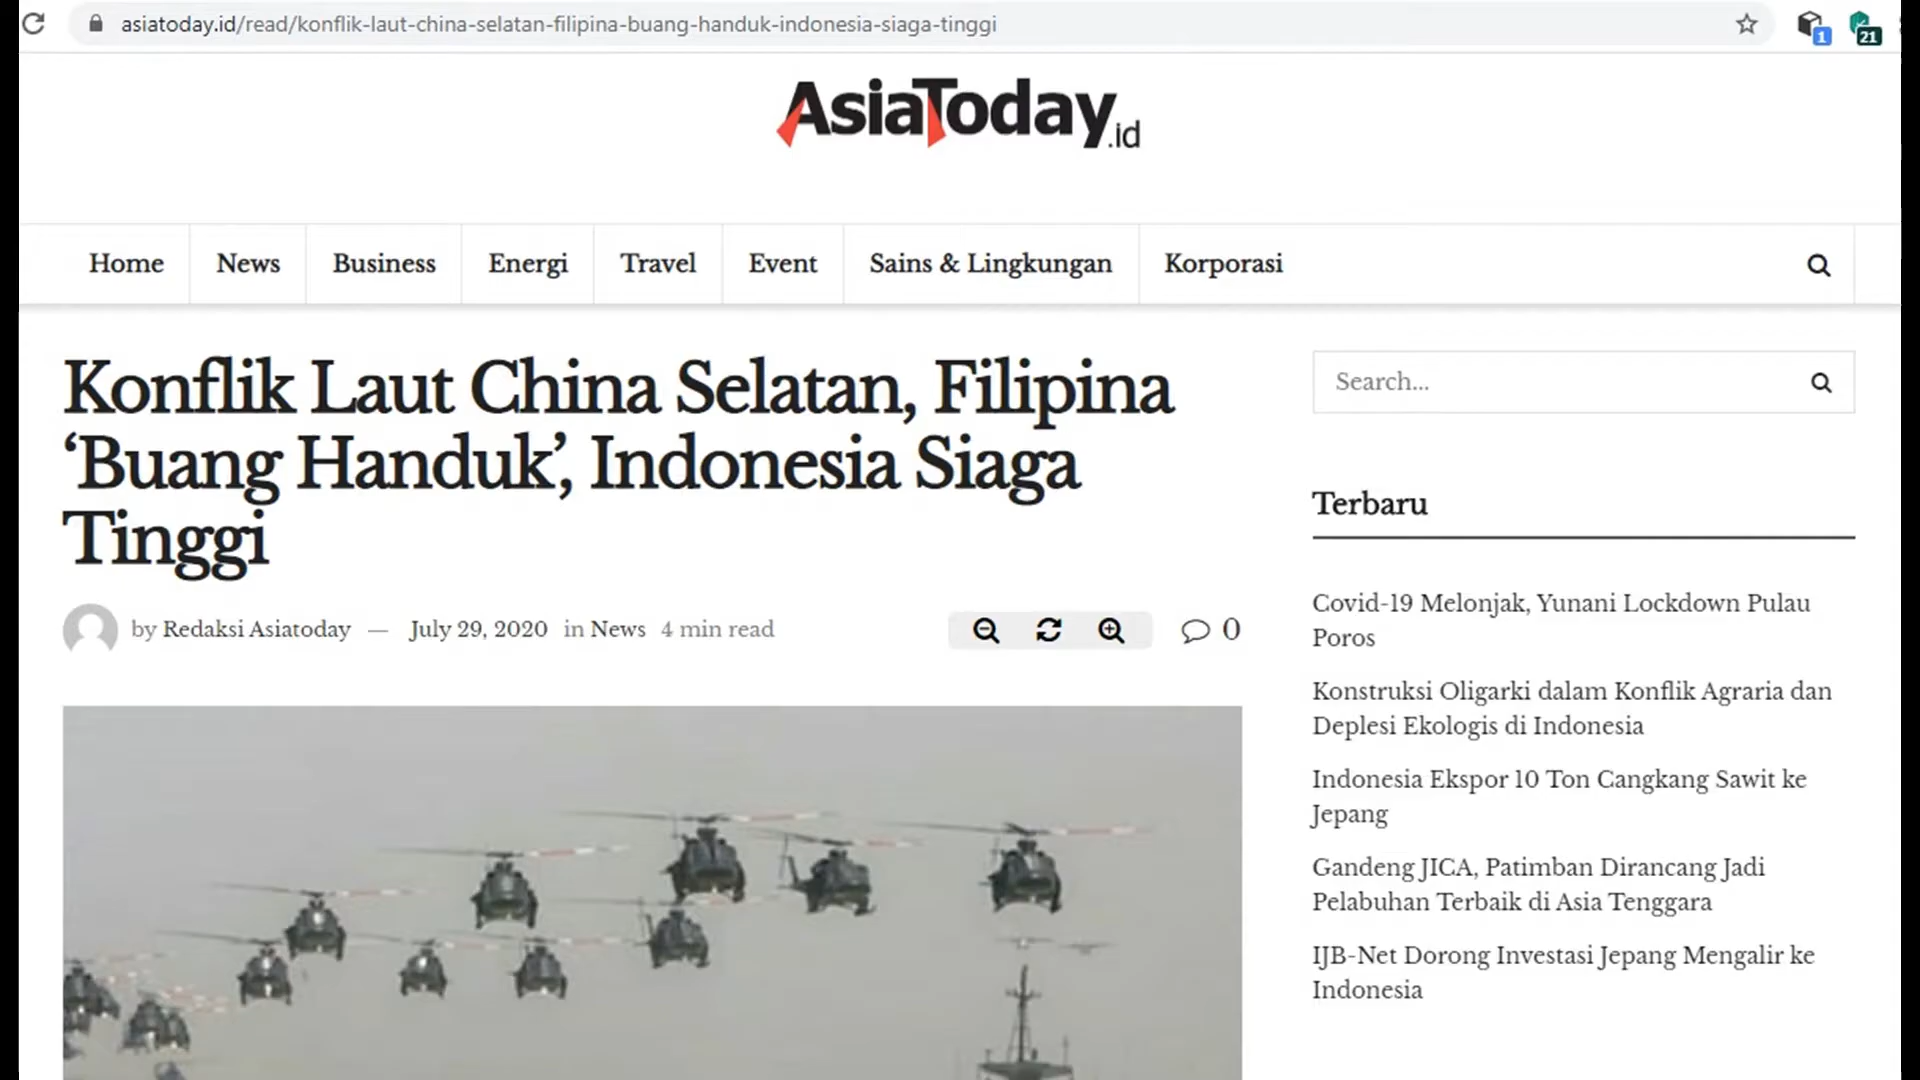 asiatoday.id/read/konflik-laut-china-selatan-filipina-buang-handuk-indonesia-siaga-tinggi
1
21
AsiaToday.id
Home
News
Business
Energi
Travel
Event
Sains & Lingkungan
Korporasi
Konflik Laut China Selatan, Filipina
‘Buang Handuk’, Indonesia Siaga
Tinggi
by Redaksi Asiatoday — July 29, 2020 in News 4 min read
0
Search...
Terbaru
Covid-19 Melonjak, Yunani Lockdown Pulau
Poros
Konstruksi Oligarki dalam Konflik Agraria dan
Deplesi Ekologis di Indonesia
Indonesia Ekspor 10 Ton Cangkang Sawit ke
Jepang
Gandeng JICA, Patimban Dirancang Jadi
Pelabuhan Terbaik di Asia Tenggara
IJB-Net Dorong Investasi Jepang Mengalir ke
Indonesia